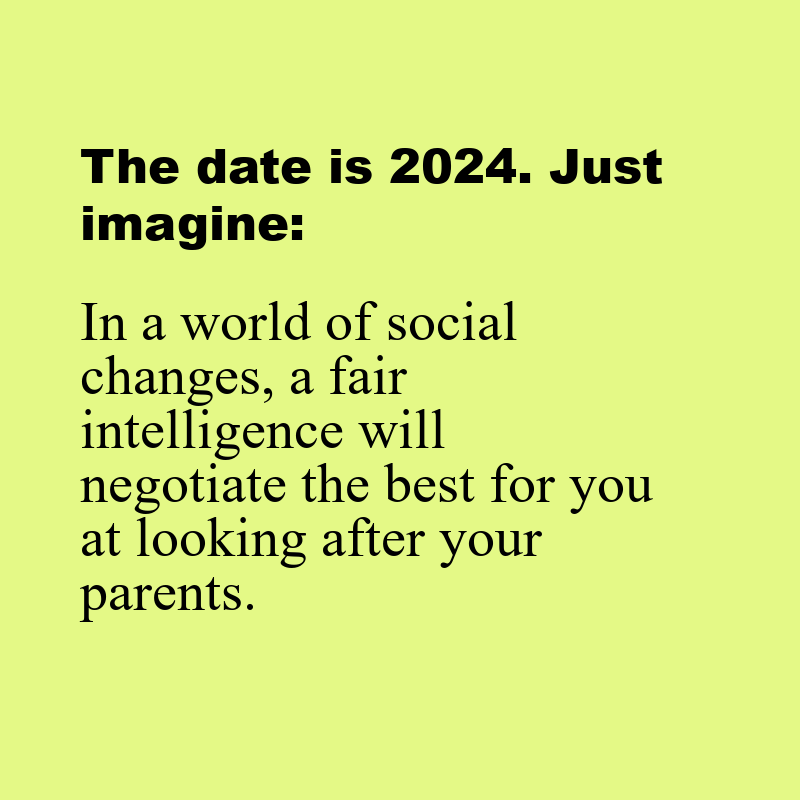 The date is 2024. Just
imagine:
In a world of social
changes, a fair
intelligence will
negotiate the best for you
at looking after your
parents.